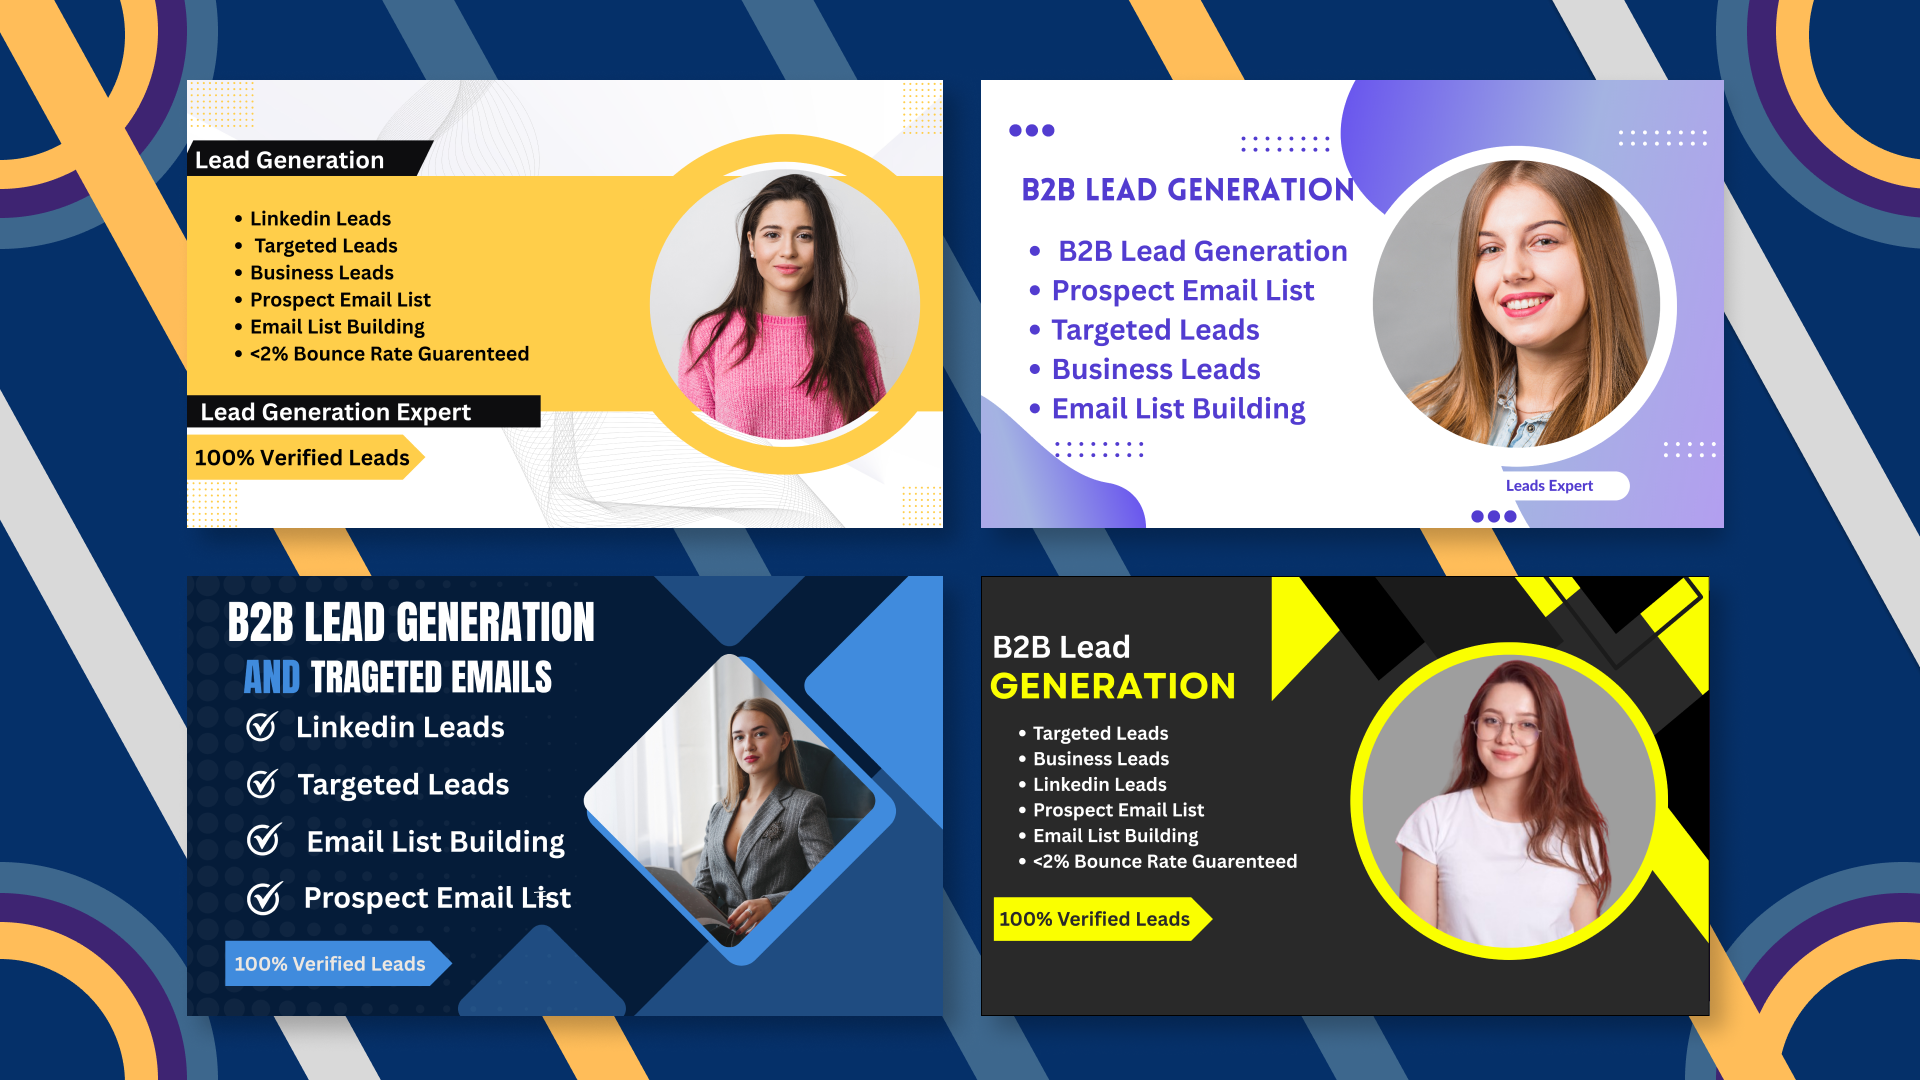 Lead Generation
Linkedin Leads
Targeted Leads
Business Leads
Prospect Email List
Email List Building
<2% Bounce Rate Guarenteed
Lead Generation Expert
100% Verified Leads
B2B LEAD GENERATION
B2B Lead Generation
Prospect Email List
Targeted Leads
Business Leads
Email List Building
Leads Expert
B2B LEAD GENERATION
AND TRAGETED EMAILS
Linkedin Leads
Targeted Leads
Email List Building
Prospect Email List
100% Verified Leads
B2B Lead
GENERATION
Targeted Leads
Business Leads
Linkedin Leads
Prospect Email List
Email List Building
<2% Bounce Rate Guarenteed
100% Verified Leads